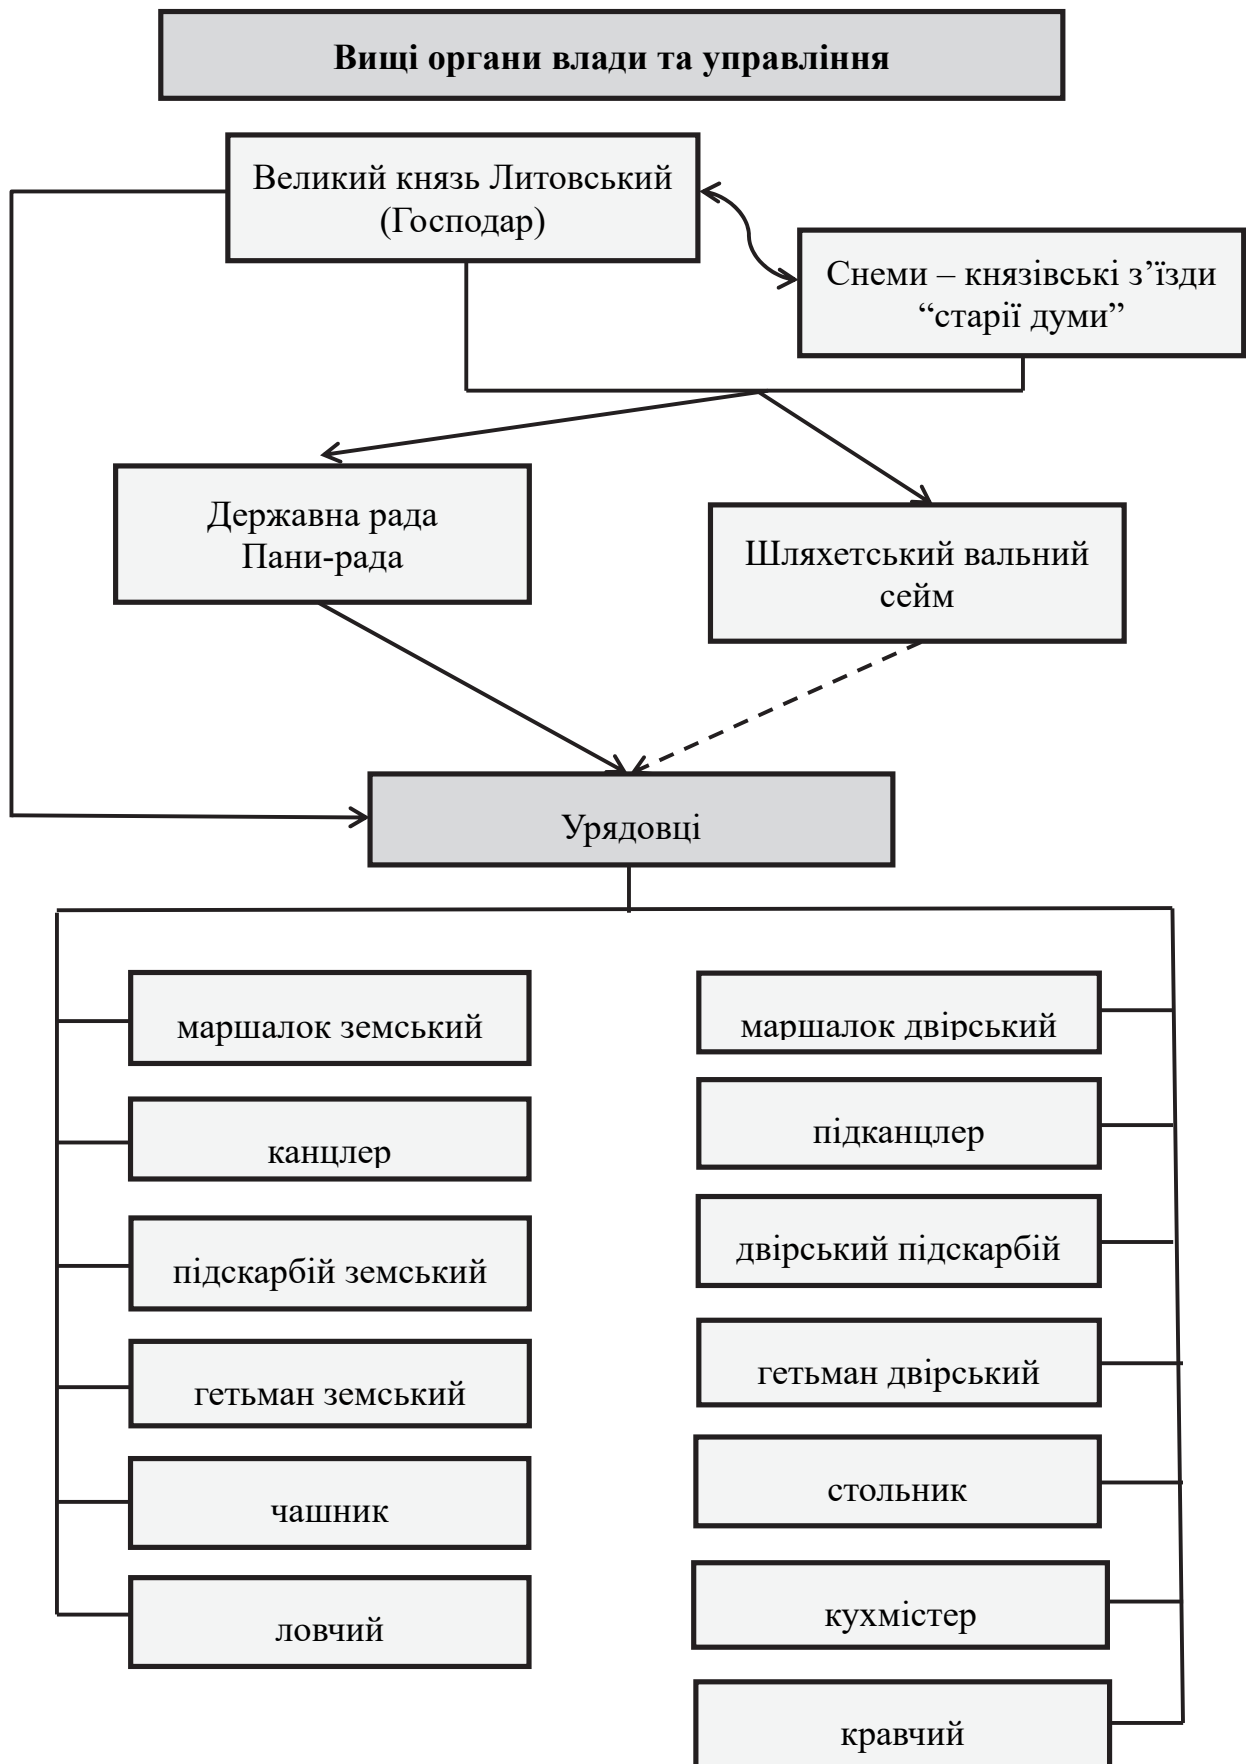 Вищі органи влади та управління
Великий князь Литовський
(Господар)
Снеми – князівські з’їзди
“старії думи”
Державна рада
Пани-рада
Шляхетський вальний
сейм
Урядовці
маршалок земський
маршалок двірський
канцлер
підканцлер
підскарбій земський
двірський підскарбій
гетьман земський
гетьман двірський
чашник
стольник
ловчий
кухмістер
кравчий